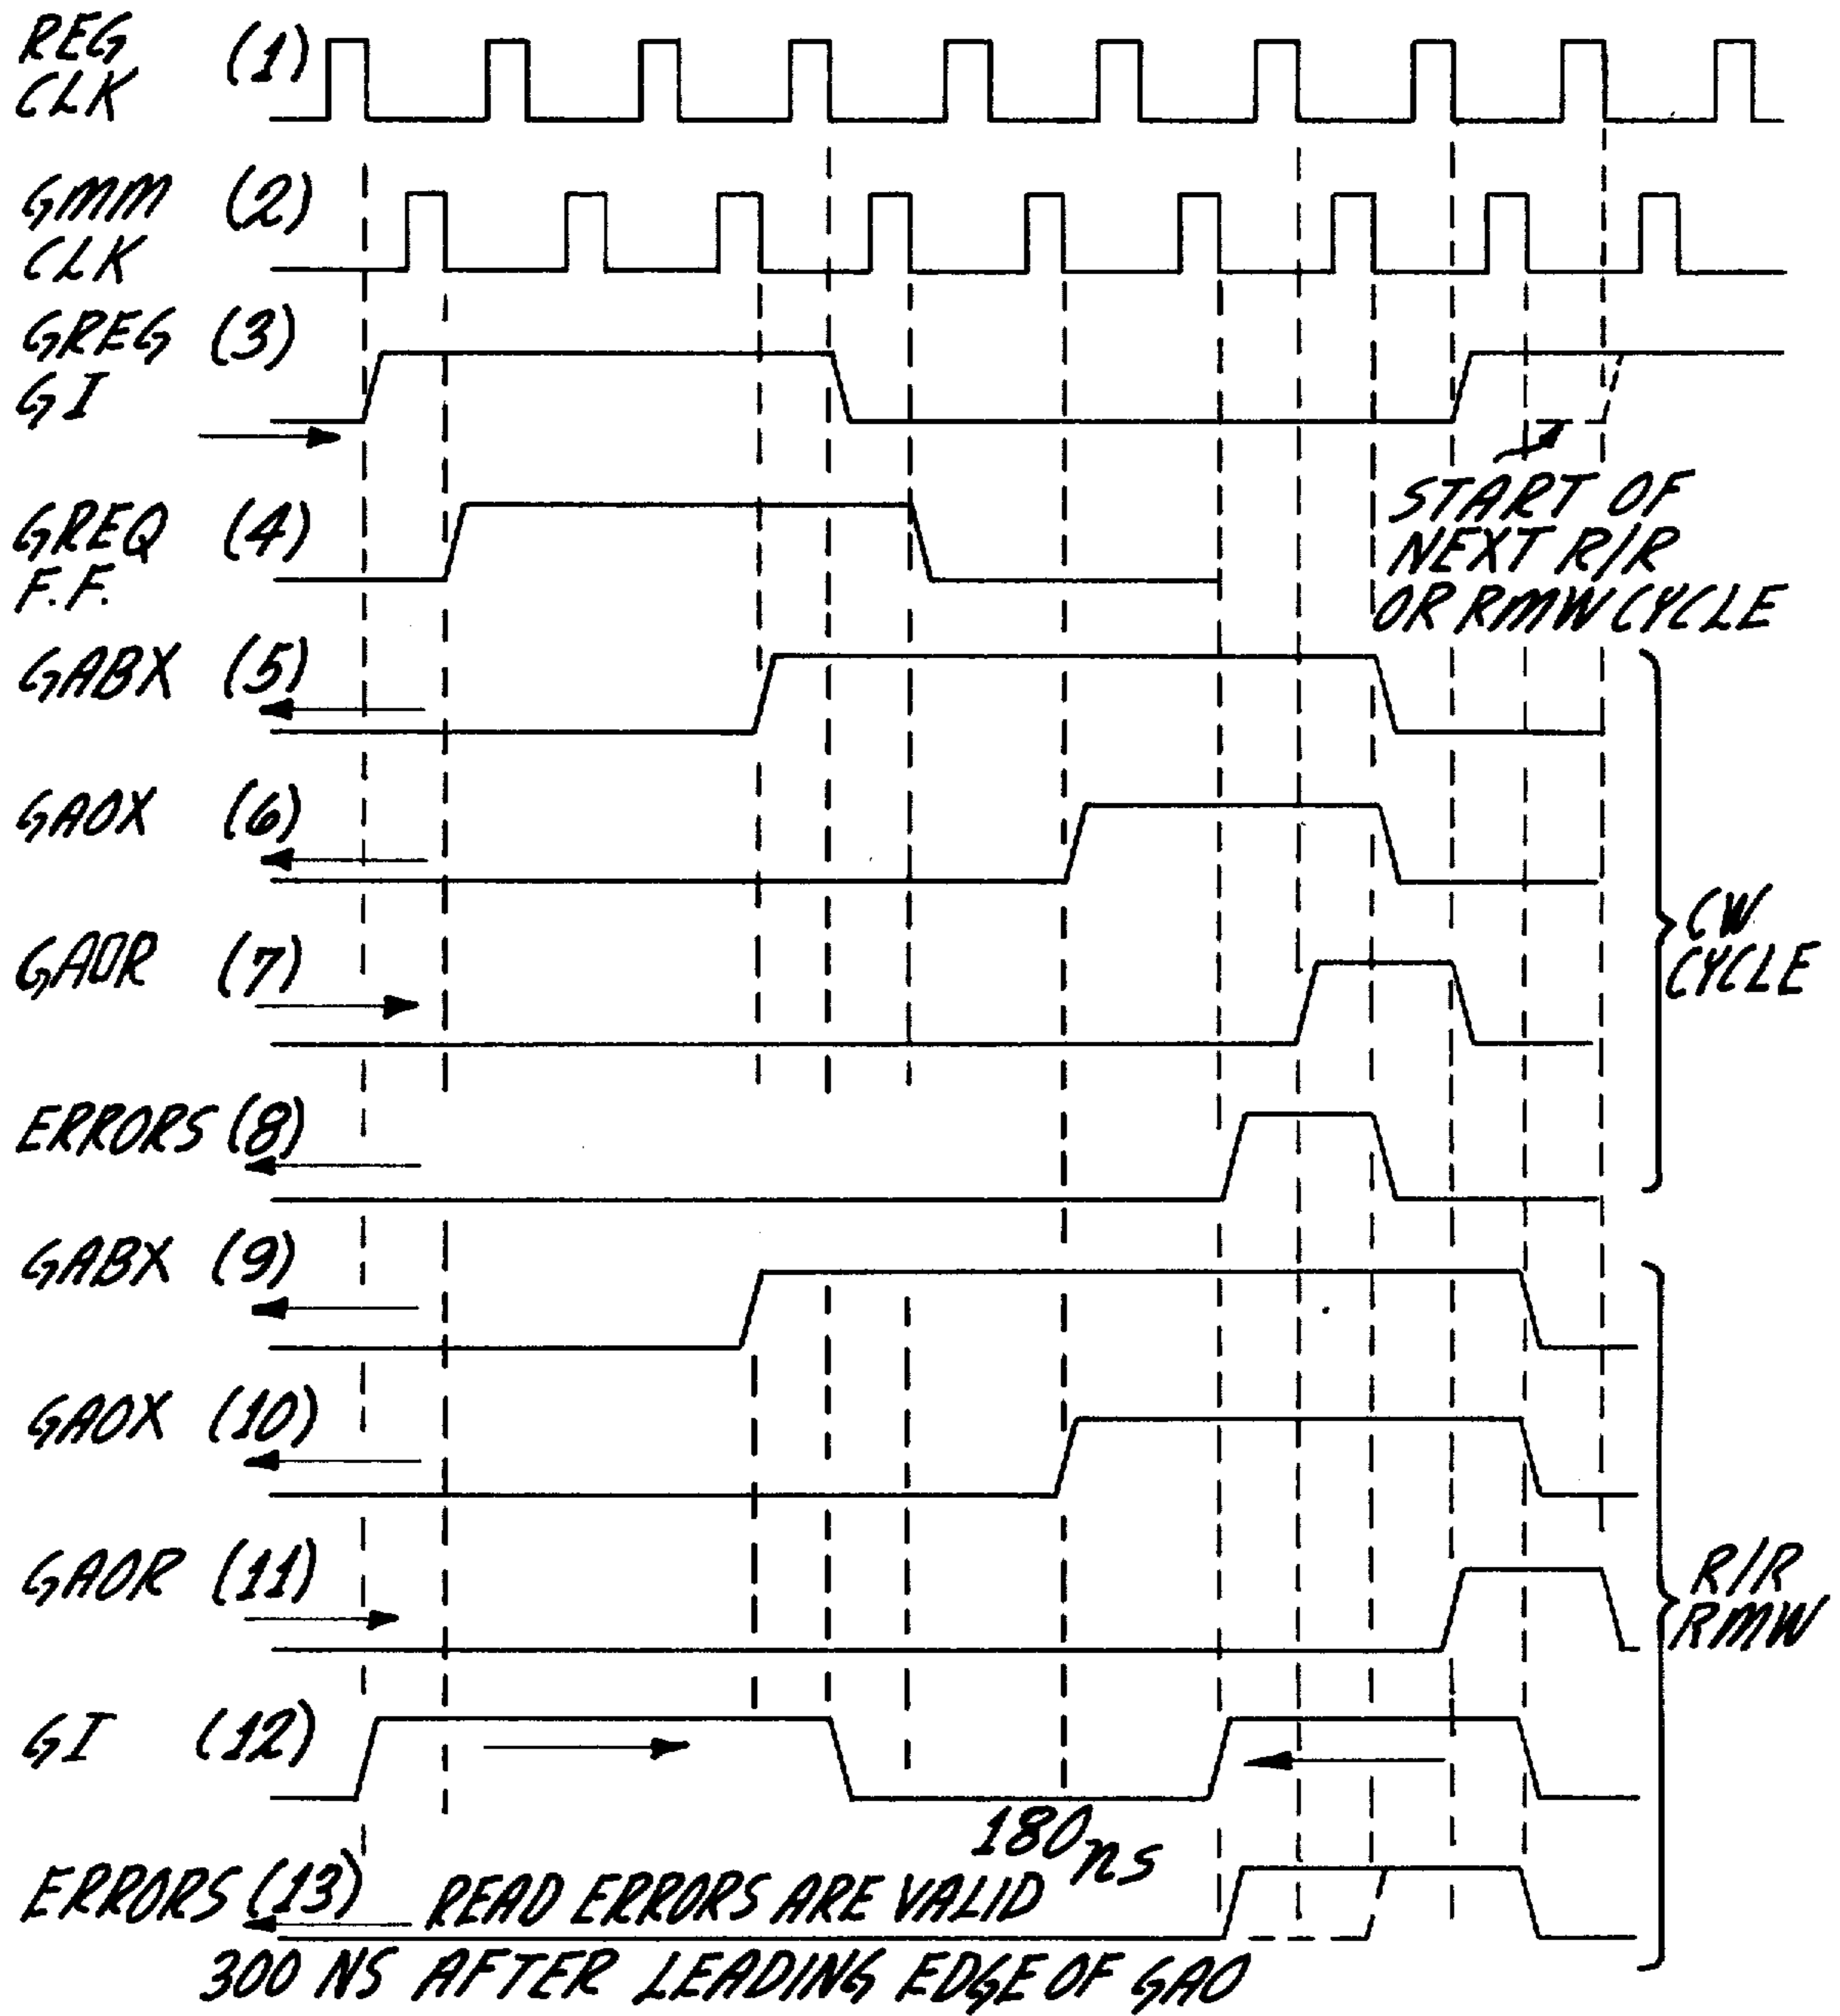 REG
CLK (1)
GMM
CLK (2)
GREG
GI (3)
START OF
NEXT R/R
OR RMW CYCLE
GREQ
F.F. (4)
GABX (5)
GAOX (6)
GAOR (7)
CW
CYCLE
ERRORS (8)
GABX (9)
GAOX (10)
GAOR (11)
R/R
RMW
GI (12)
180ns
ERRORS (13) READ ERRORS ARE VALID
300 NS AFTER LEADING EDGE OF GAO